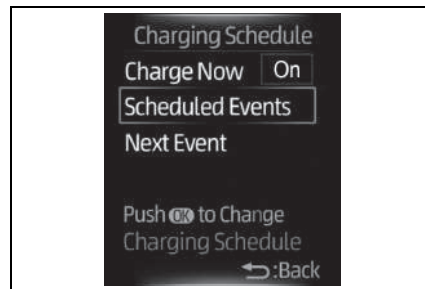 Charging Schedule
Charge Now On
Scheduled Events
Next Event
Push OK to Change
Charging Schedule
:Back